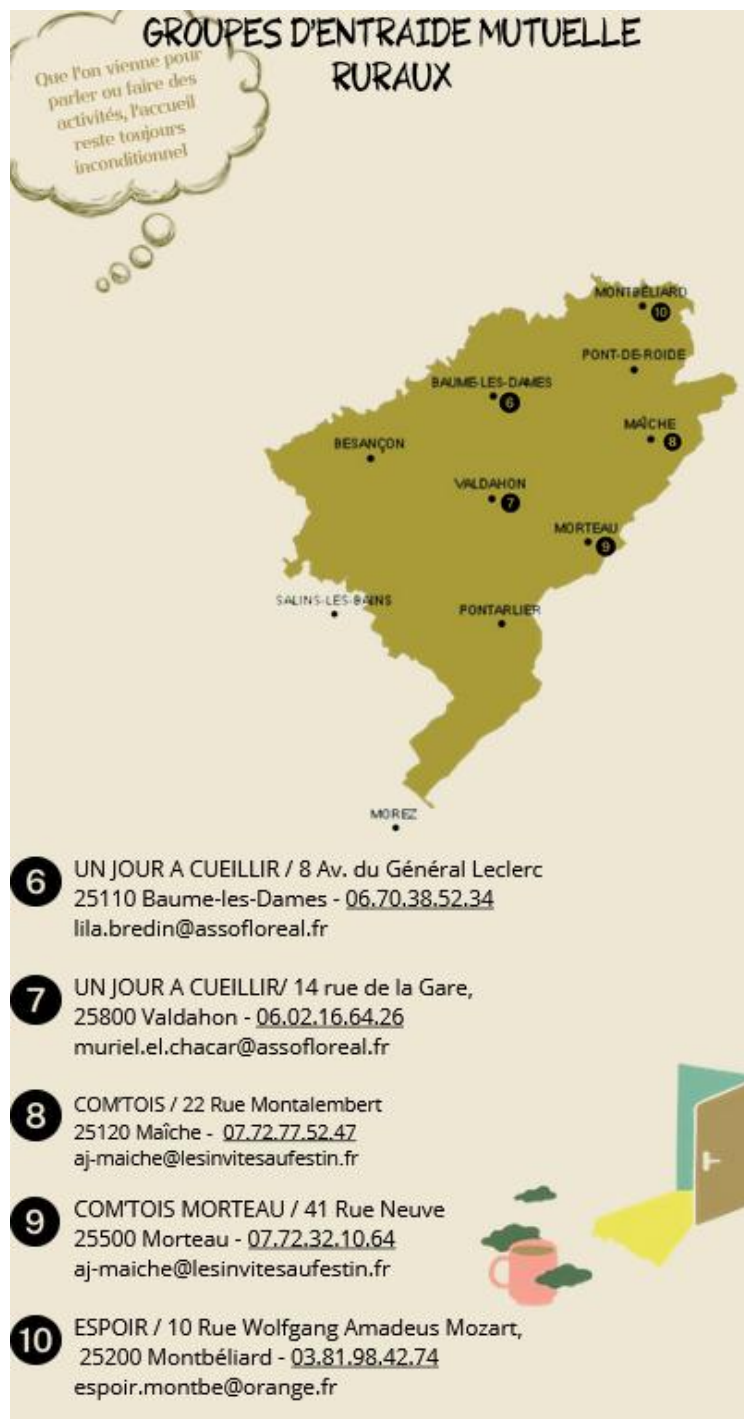 GROUPES D'ENTRAIDE MUTUELLE
RURAUX
Que l'on vienne pour
parler ou faire des
activités, l'accueil
reste toujours
inconditionnel
MONTBÉLIARD
10
PONT-DE-ROIDE
BAUME-LES-DAMES
6
MAÎCHE
8
BESANÇON
VALDAHON
7
MORTEAU
9
SALINS-LES-BAINS
PONTARLIER
MOREZ
6
UN JOUR A CUEILLIR / 8 Av. du Général Leclerc
25110 Baume-les-Dames - 06.70.38.52.34
lila.bredin@assofloreal.fr
7
UN JOUR A CUEILLIR/ 14 rue de la Gare,
25800 Valdahon - 06.02.16.64.26
muriel.el.chacar@assofloreal.fr
8
COM'TOIS / 22 Rue Montalembert
25120 Maîche - 07.72.77.52.47
aj-maiche@lesinvitesaufestin.fr
9
COM'TOIS MORTEAU / 41 Rue Neuve
25500 Morteau - 07.72.32.10.64
aj-maiche@lesinvitesaufestin.fr
10
ESPOIR / 10 Rue Wolfgang Amadeus Mozart,
25200 Montbéliard - 03.81.98.42.74
espoir.montbe@orange.fr